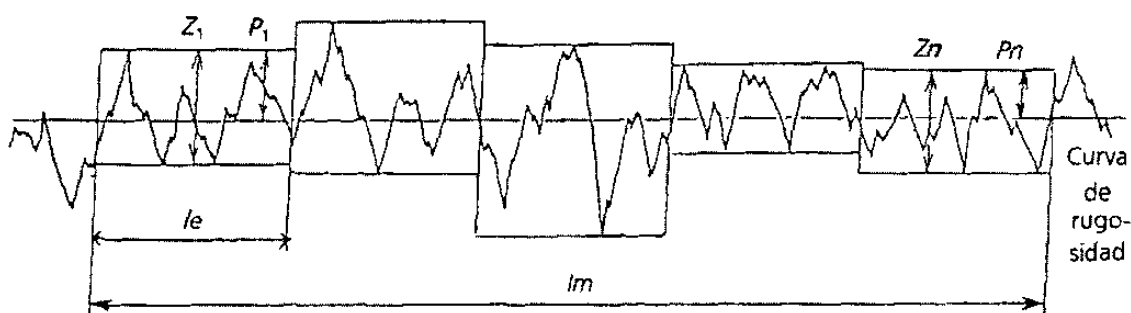 Z₁ P₁ Zn Pn
Curva
de
rugo-
sidad
le
lm